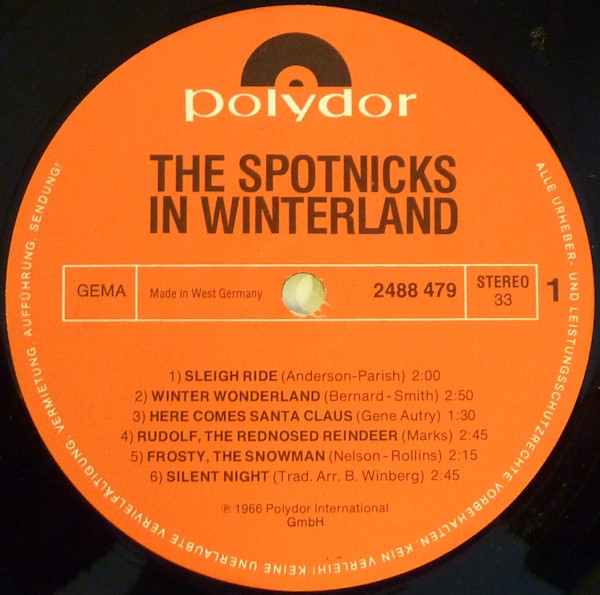 polydor
THE SPOTNICKS
IN WINTERLAND
GEMA
Made in West Germany
2488 479
STEREO
33
1
1) SLEIGH RIDE (Anderson-Parish) 2:00
2) WINTER WONDERLAND (Bernard-Smith) 2:50
3) HERE COMES SANTA CLAUS (Gene Autry) 1:30
4) RUDOLF, THE REDNOSED REINDEER (Marks) 2:45
5) FROSTY, THE SNOWMAN (Nelson-Rollins) 2:15
6) SILENT NIGHT (Trad. Arr. B. Winberg) 2:45
℗ 1966 Polydor International
GmbH
ALLE URHEBER- UND LEISTUNGSSCHUTZRECHTE VORBEHALTEN. KEIN VERLEIH! KEINE UNERLAUBTE VERVIELFÄLTIGUNG, VERMIETUNG, AUFFÜHRUNG, SENDUNG!